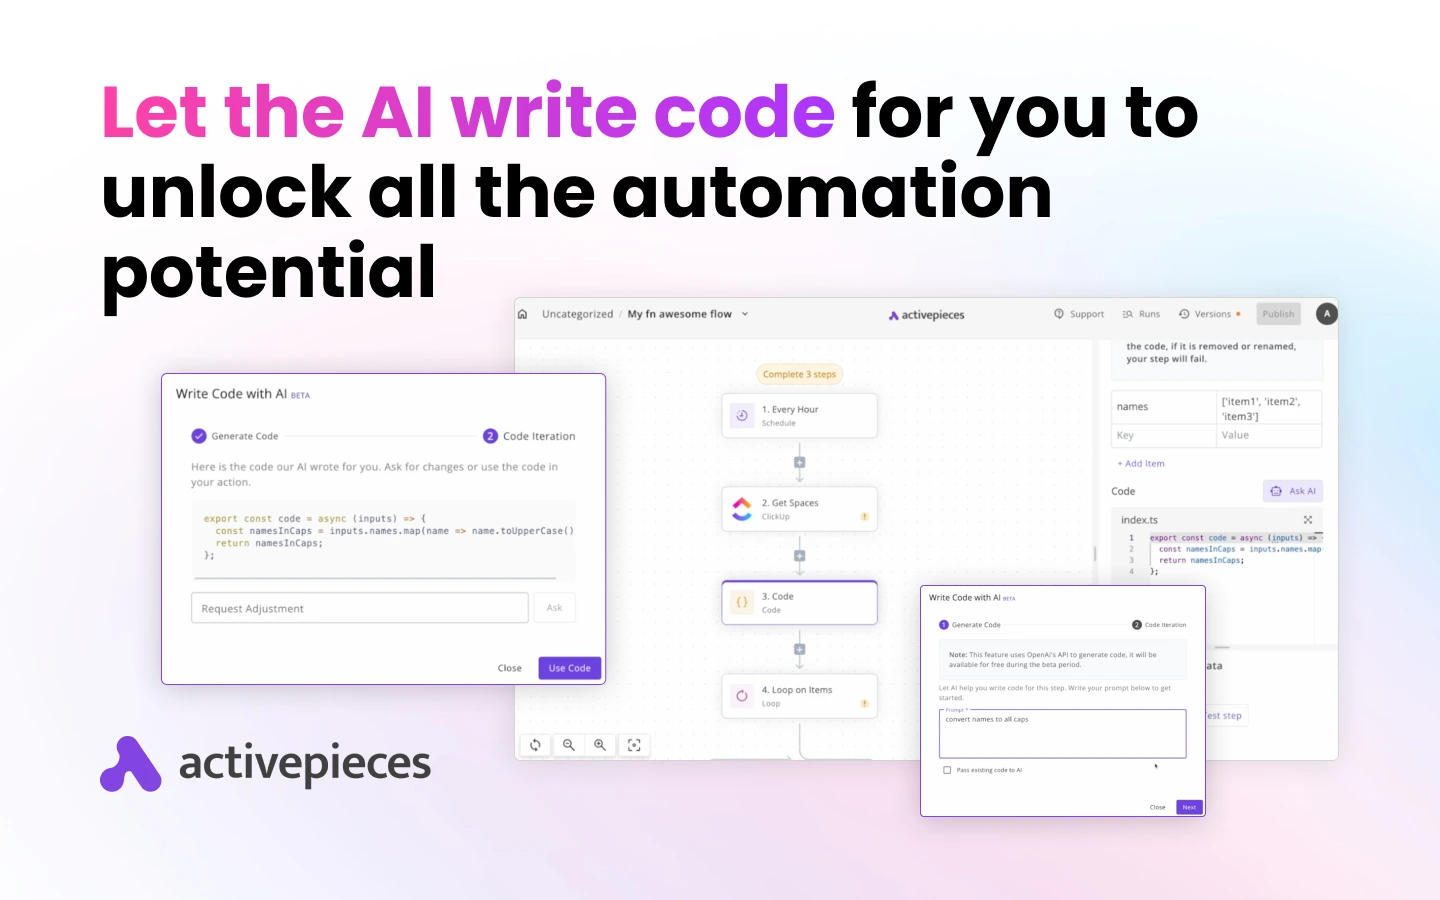 Let the AI write code for you to
unlock all the automation
potential
Uncategorized / My fn awesome flow
activepieces
Support
Runs
Versions
Publish
A
Complete 3 steps
1. Every Hour
Schedule
2. Get Spaces
ClickUp
3. Code
Code
4. Loop on Items
Loop
the code, if it is removed or renamed,
your step will fail.
names
['item1', 'item2',
'item3']
Key
Value
+ Add Item
Code
Ask AI
index.ts
1 export const code = async (inputs) =>
2 const namesInCaps = inputs.names.map
3 return namesInCaps;
4 };
ata
est step
Write Code with AI BETA
Generate Code
2 Code Iteration
Here is the code our AI wrote for you. Ask for changes or use the code in
your action.
export const code = async (inputs) => {
const namesInCaps = inputs.names.map(name => name.toUpperCase()
return namesInCaps;
};
Request Adjustment
Ask
Close
Use Code
Write Code with AI BETA
1 Generate Code
2 Code Iteration
Note: This feature uses OpenAI's API to generate code, it will be
available for free during the beta period.
Let AI help you write code for this step. Write your prompt below to get
started.
Prompt *
convert names to all caps
Pass existing code to AI
Close
Next
activepieces